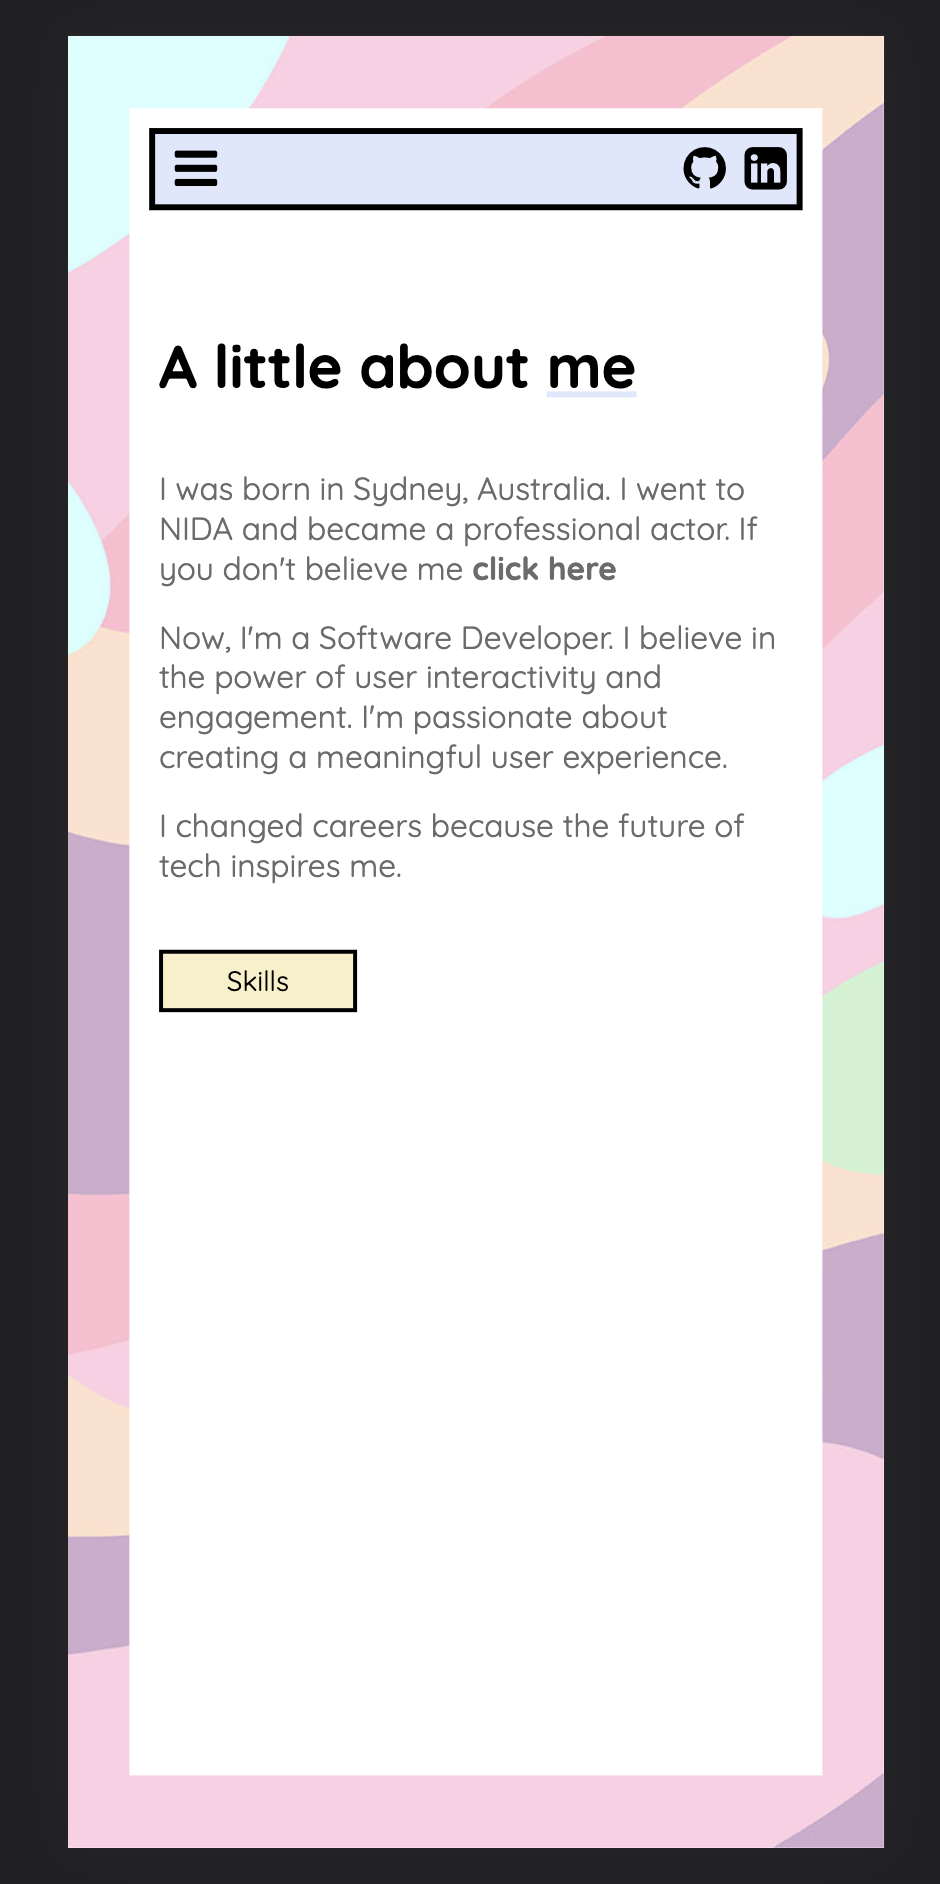 in
A little about me
I was born in Sydney, Australia. I went to
NIDA and became a professional actor. If
you don't believe me click here
Now, I'm a Software Developer. I believe in
the power of user interactivity and
engagement. I'm passionate about
creating a meaningful user experience.
I changed careers because the future of
tech inspires me.
Skills